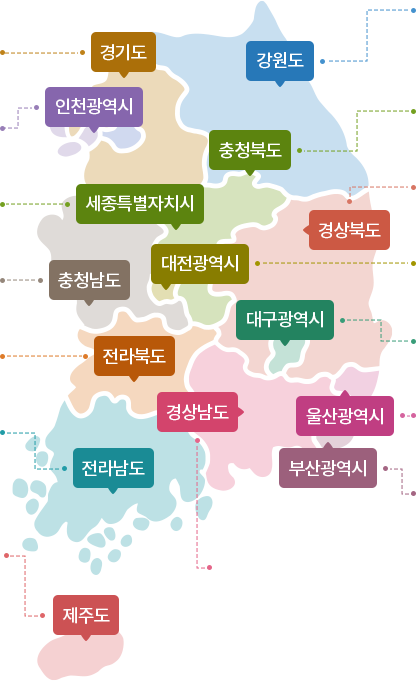 경기도
강원도
인천광역시
충청북도
세종특별자치시
경상북도
대전광역시
충청남도
대구광역시
전라북도
경상남도
울산광역시
전라남도
부산광역시
제주도